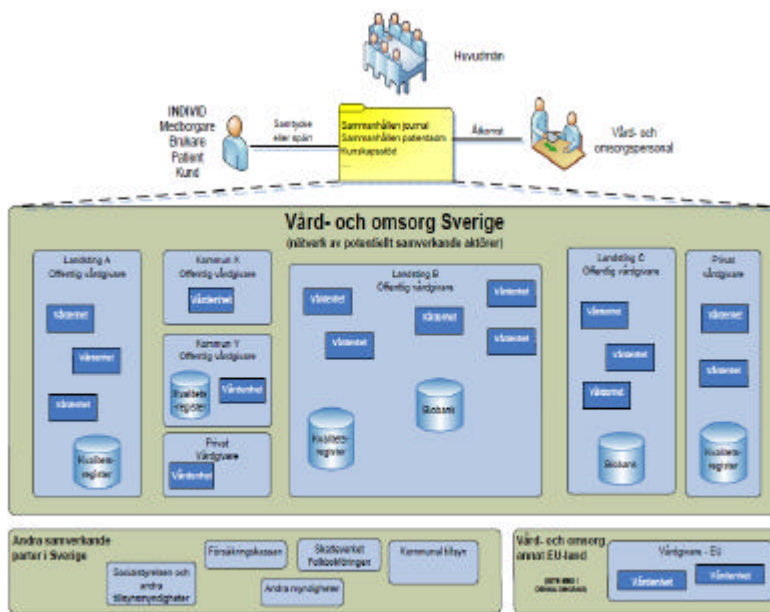 Huvudmän
INDIVID
Medborgare
Brukare
Patient
Kund
Samtycke
eller spärr
Sammanhållen journal
Sammanhållen patientadm
Kunskapsstöd
....
Åtkomst
Vård- och
omsorgspersonal
Vård- och omsorg Sverige
(nätverk av potentiellt samverkande aktörer)
Landsting A
Offentlig vårdgivare
Vårdenhet
Vårdenhet
Vårdenhet
Kvalitets-
register
Kommun X
Offentlig vårdgivare
Vårdenhet
Kommun Y
Offentlig vårdgivare
Kvalitets-
register
Vårdenhet
Privat
Vårdgivare
Vårdenhet
Landsting B
Offentlig vårdgivare
Vårdenhet
Vårdenhet
Vårdenhet
Vårdenhet
Vårdenhet
Kvalitets-
register
Biobank
Landsting C
Offentlig vårdgivare
Vårdenhet
Vårdenhet
Vårdenhet
Biobank
Privat
vårdgivare
Vårdenhet
Vårdenhet
Kvalitets-
register
Andra samverkande
parter i Sverige
Försäkringskassan
Skatteverket
Folkbokföringen
Kommunal tillsyn
Socialstyrelsen och
andra
tillsynsmyndigheter
Andra myndigheter
Vård- och omsorg
annat EU-land
Vårdgivare - EU
Vårdenhet
Vårdenhet